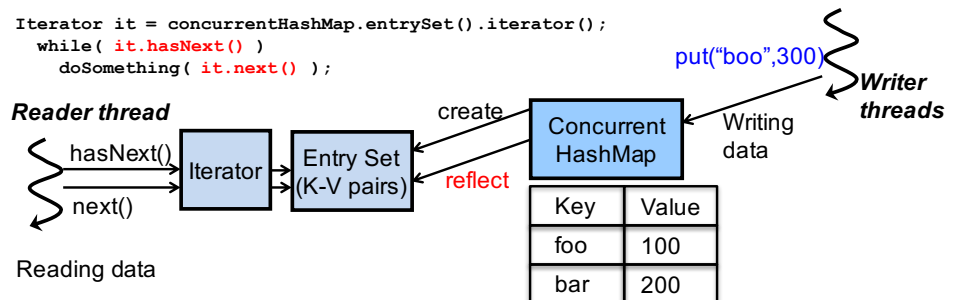 Iterator it = concurrentHashMap.entrySet().iterator();
while( it.hasNext() )
doSomething( it.next() );
put(“boo”,300)
Writer
threads
Reader thread
create
Concurrent
HashMap
Writing
data
hasNext()
Iterator
Entry Set
(K-V pairs)
reflect
next()
Key Value
foo 100
bar 200
Reading data